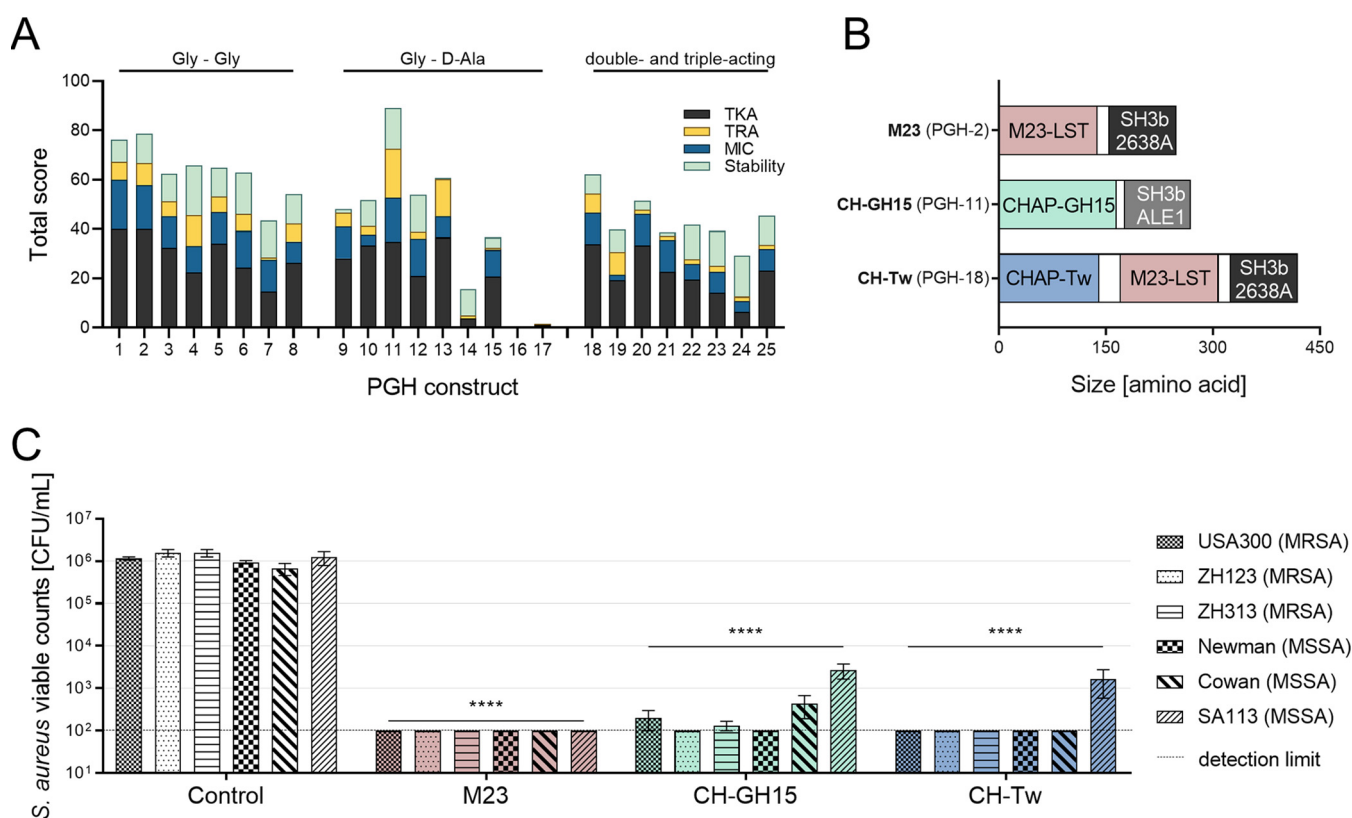 A
Gly - Gly
Gly - D-Ala
double- and triple-acting
100
80
60
40
20
0
Total score
TKA
TRA
MIC
Stability
1 2 3 4 5 6 7 8 9 10 11 12 13 14 15 16 17 18 19 20 21 22 23 24 25
PGH construct
B
M23 (PGH-2)
M23-LST
SH3b
2638A
CH-GH15 (PGH-11)
CHAP-GH15
SH3b
ALE1
CH-Tw (PGH-18)
CHAP-Tw
M23-LST
SH3b
2638A
0 150 300 450
Size [amino acid]
C
S. aureus viable counts [CFU/mL]
10⁷
10⁶
10⁵
10⁴
10³
10²
10¹
****
****
****
Control
M23
CH-GH15
CH-Tw
USA300 (MRSA)
ZH123 (MRSA)
ZH313 (MRSA)
Newman (MSSA)
Cowan (MSSA)
SA113 (MSSA)
detection limit